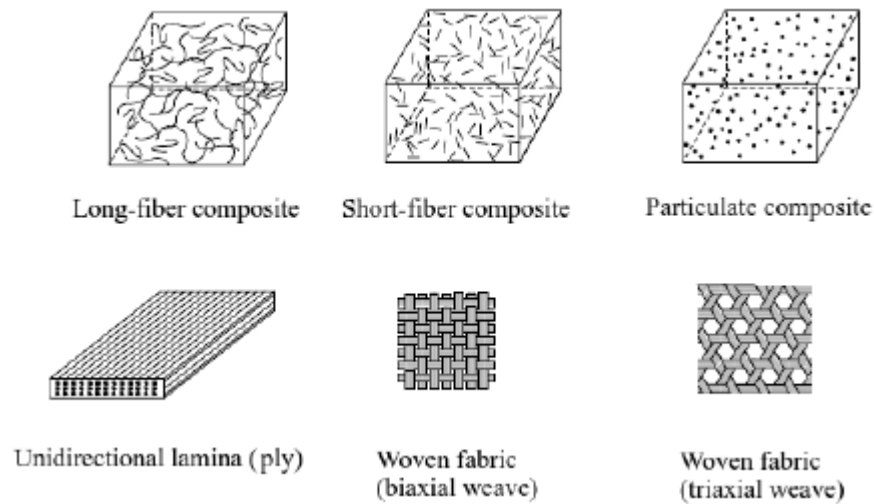 Long-fiber composite
Short-fiber composite
Particulate composite
Unidirectional lamina (ply)
Woven fabric
(biaxial weave)
Woven fabric
(triaxial weave)